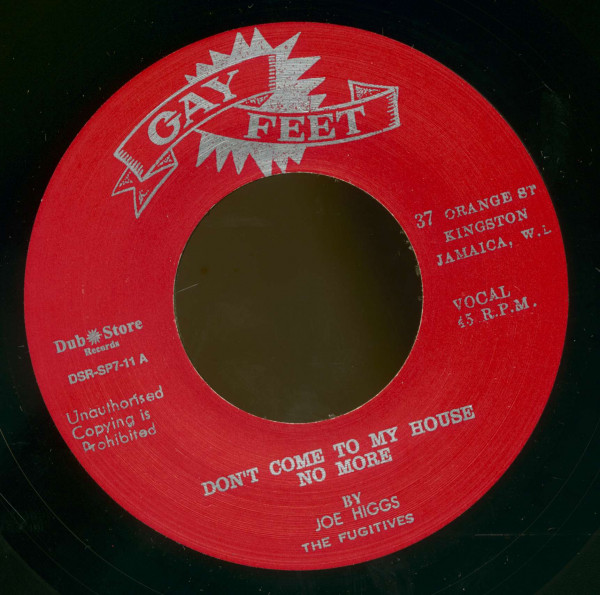 GAY
FEET
37 ORANGE ST
KINGSTON
JAMAICA, W.I.
VOCAL
45 R.P.M.
Dub Store
Records
DSR-SP7-11 A
Unauthorised
Copying is
Prohibited
DON'T COME TO MY HOUSE
NO MORE
BY
JOE HIGGS
THE FUGITIVES